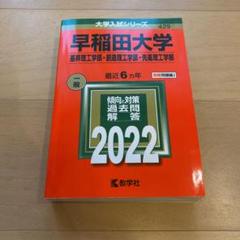 大学入試シリーズ
425
早稲田大学
基幹理工学部・創造理工学部・先進理工学部
一般
最近6カ年
傾向と対策
過去問
解答
2022
教学社